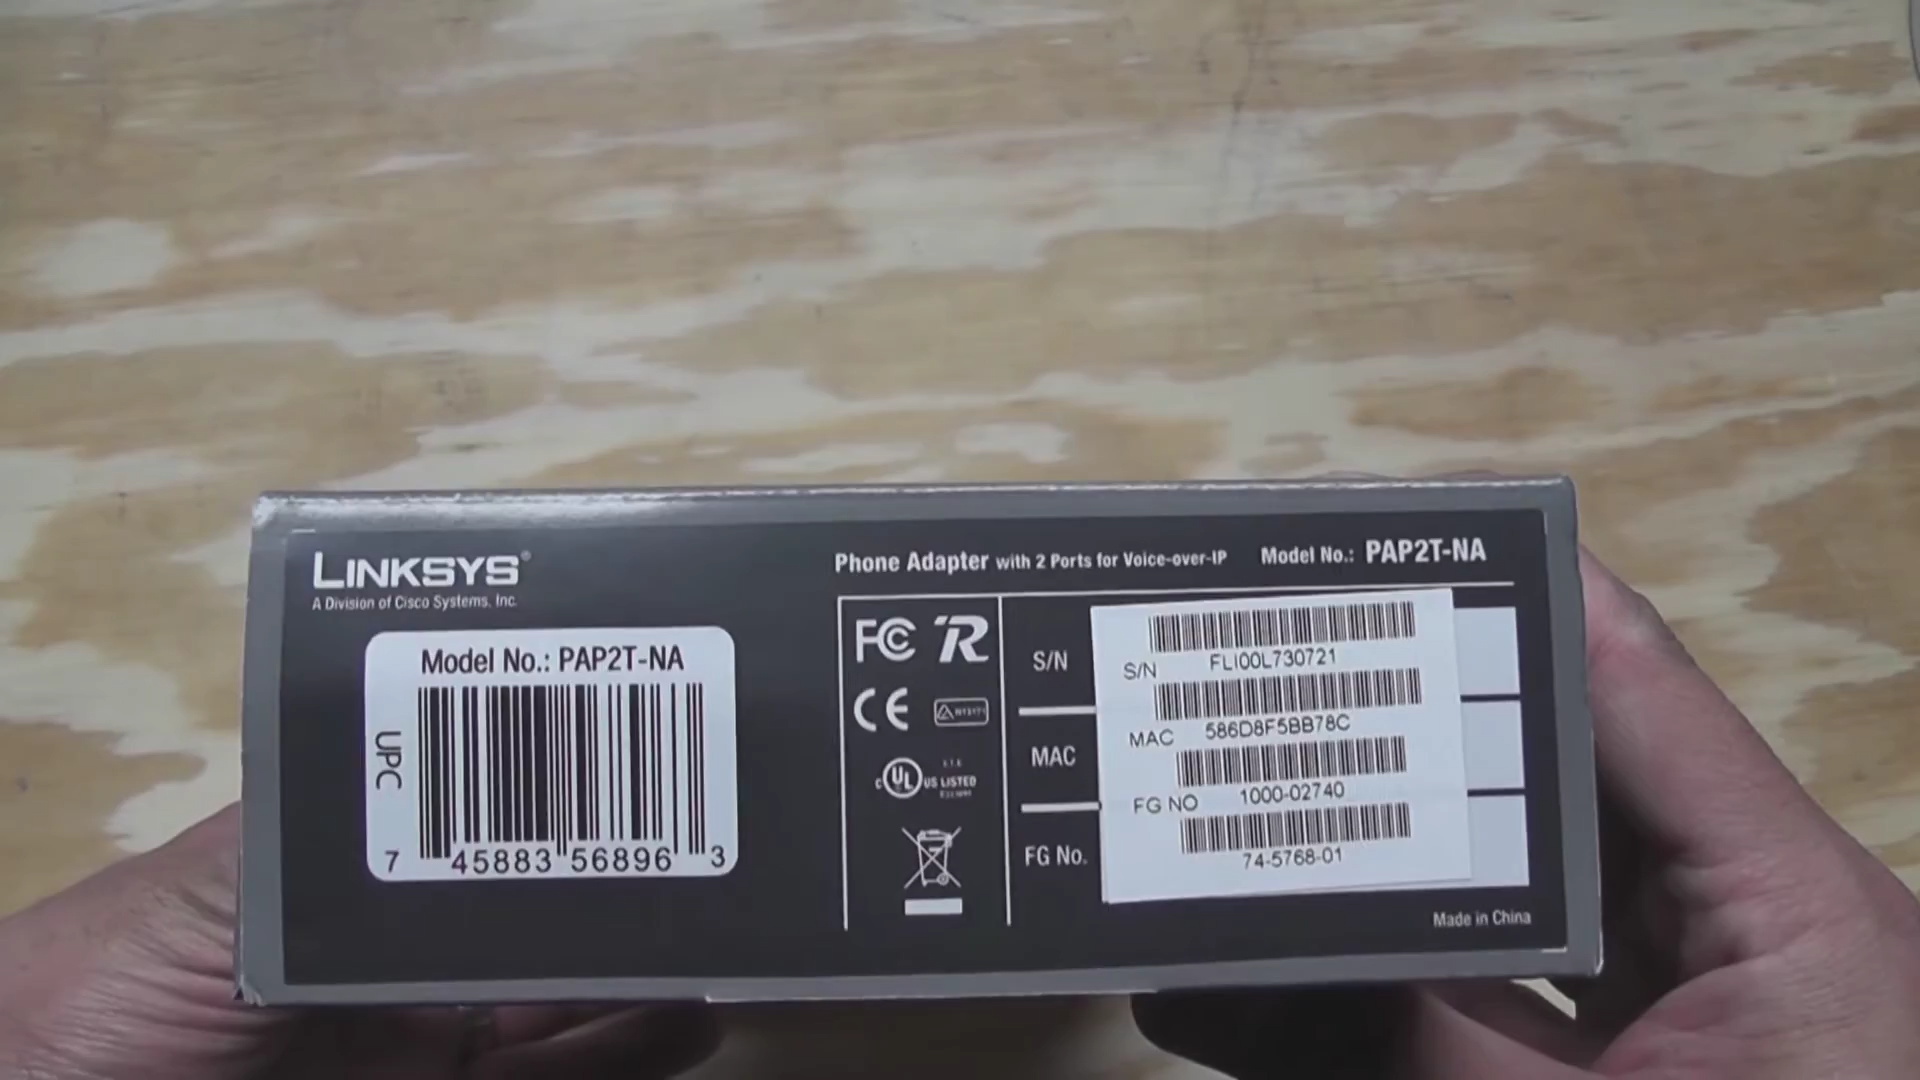 LINKSYS®
A Division of Cisco Systems, Inc.
Model No.: PAP2T-NA
UPC
7 45883 56896 3
Phone Adapter with 2 Ports for Voice-over-IP Model No.: PAP2T-NA
FC
CE
c UL US LISTED
S/N
MAC
FG No.
S/N FLI00L730721
MAC 586D8F5BB78C
FG NO 1000-02740
74-5768-01
Made in China